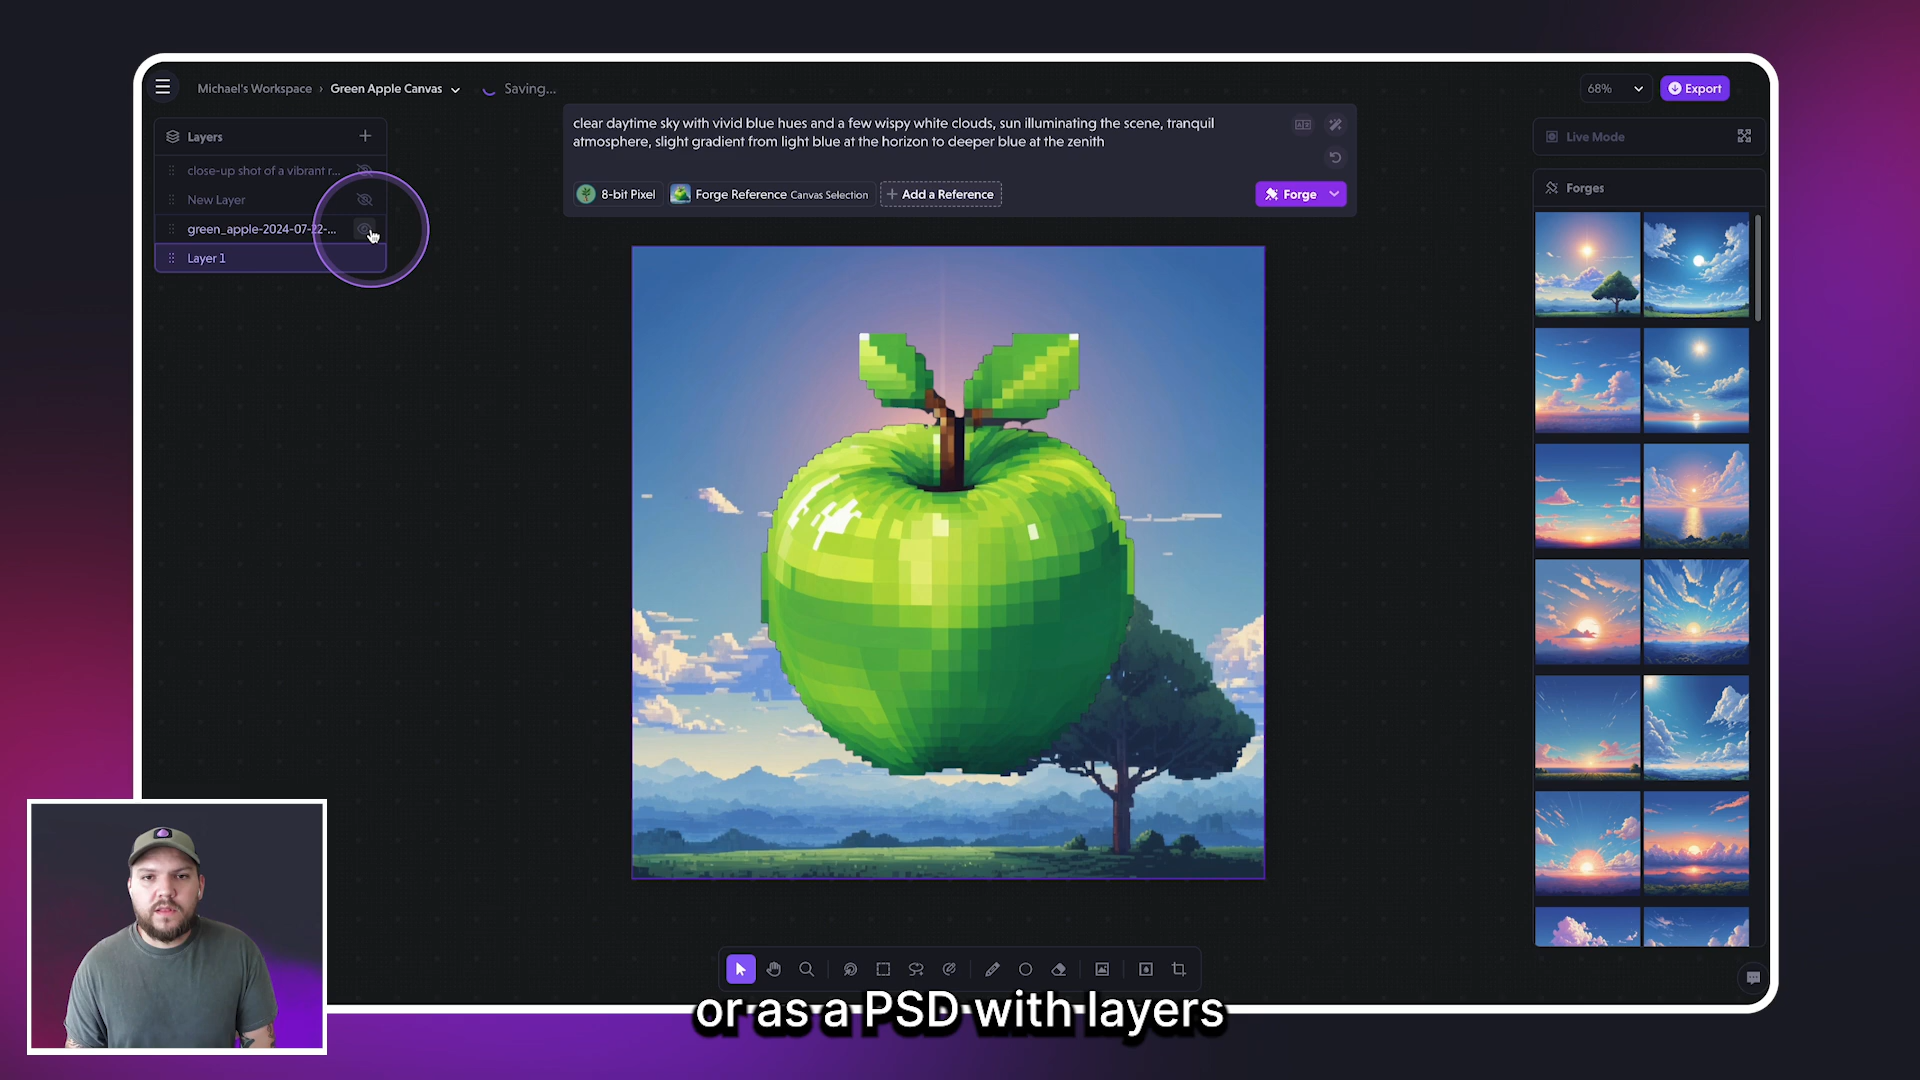 Michael's Workspace › Green Apple Canvas
Saving...
68%
Export
Layers
close-up shot of a vibrant r...
New Layer
green_apple-2024-07-22-...
Layer 1
clear daytime sky with vivid blue hues and a few wispy white clouds, sun illuminating the scene, tranquil
atmosphere, slight gradient from light blue at the horizon to deeper blue at the zenith
8-bit Pixel
Forge Reference Canvas Selection
+ Add a Reference
Forge
Live Mode
Forges
or as a PSD with layers